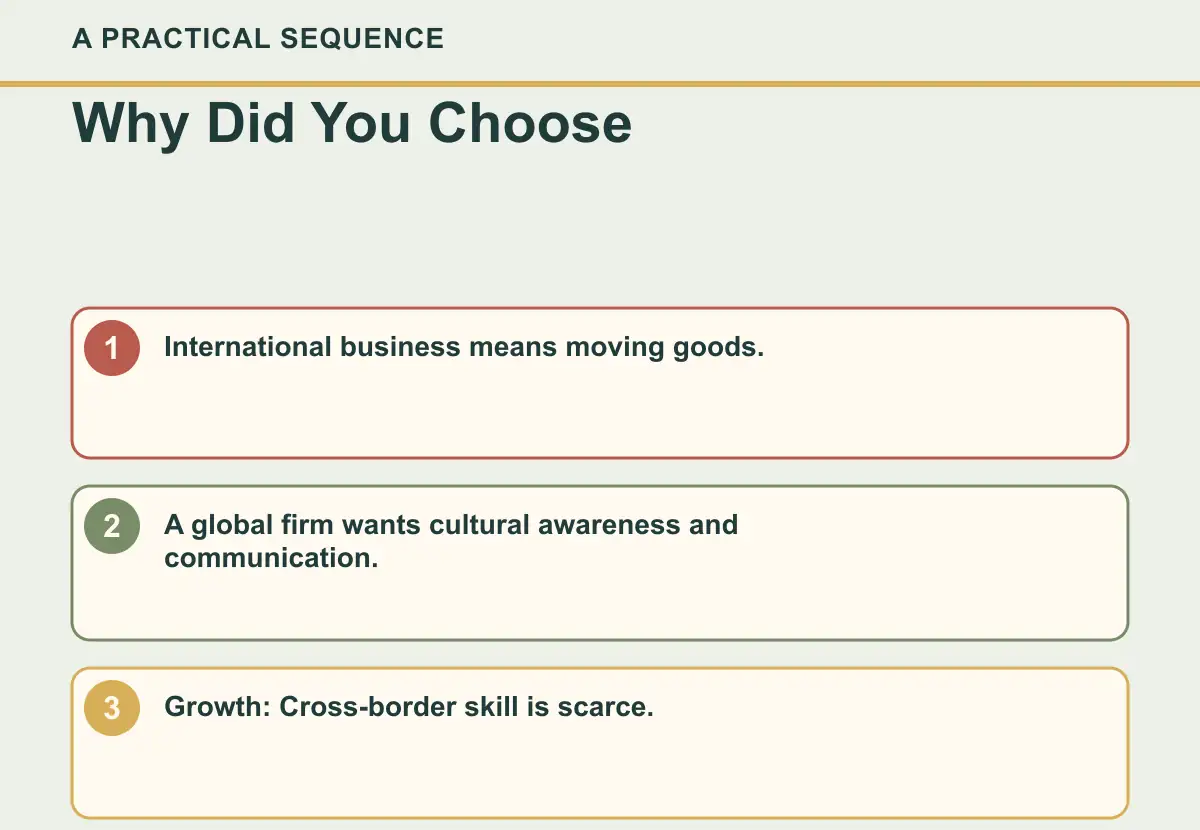 A PRACTICAL SEQUENCE
Why Did You Choose
1
International business means moving goods.
2
A global firm wants cultural awareness and
communication.
3
Growth: Cross-border skill is scarce.